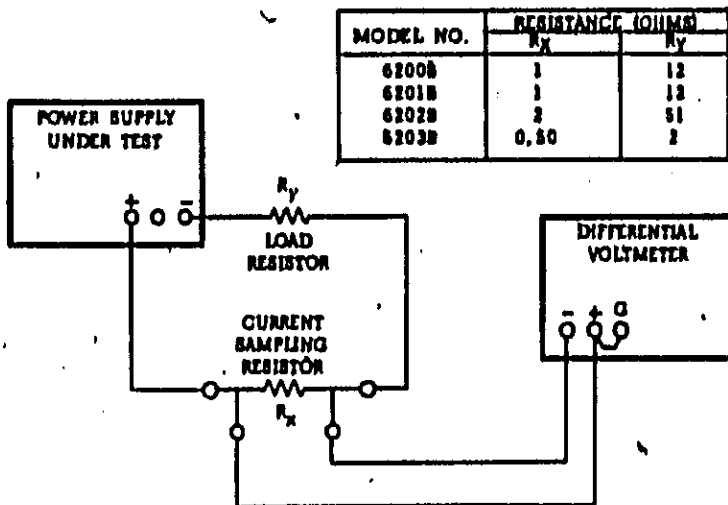 RESISTANCE (OHMS)
MODEL NO. RX RY
6200B 1 12
6201B 1 12
6202B 2 51
6203B 0,50 2
POWER SUPPLY
UNDER TEST
+ -
Ry
LOAD
RESISTOR
DIFFERENTIAL
VOLTMETER
- + G
CURRENT
SAMPLING
RESISTOR
Rx